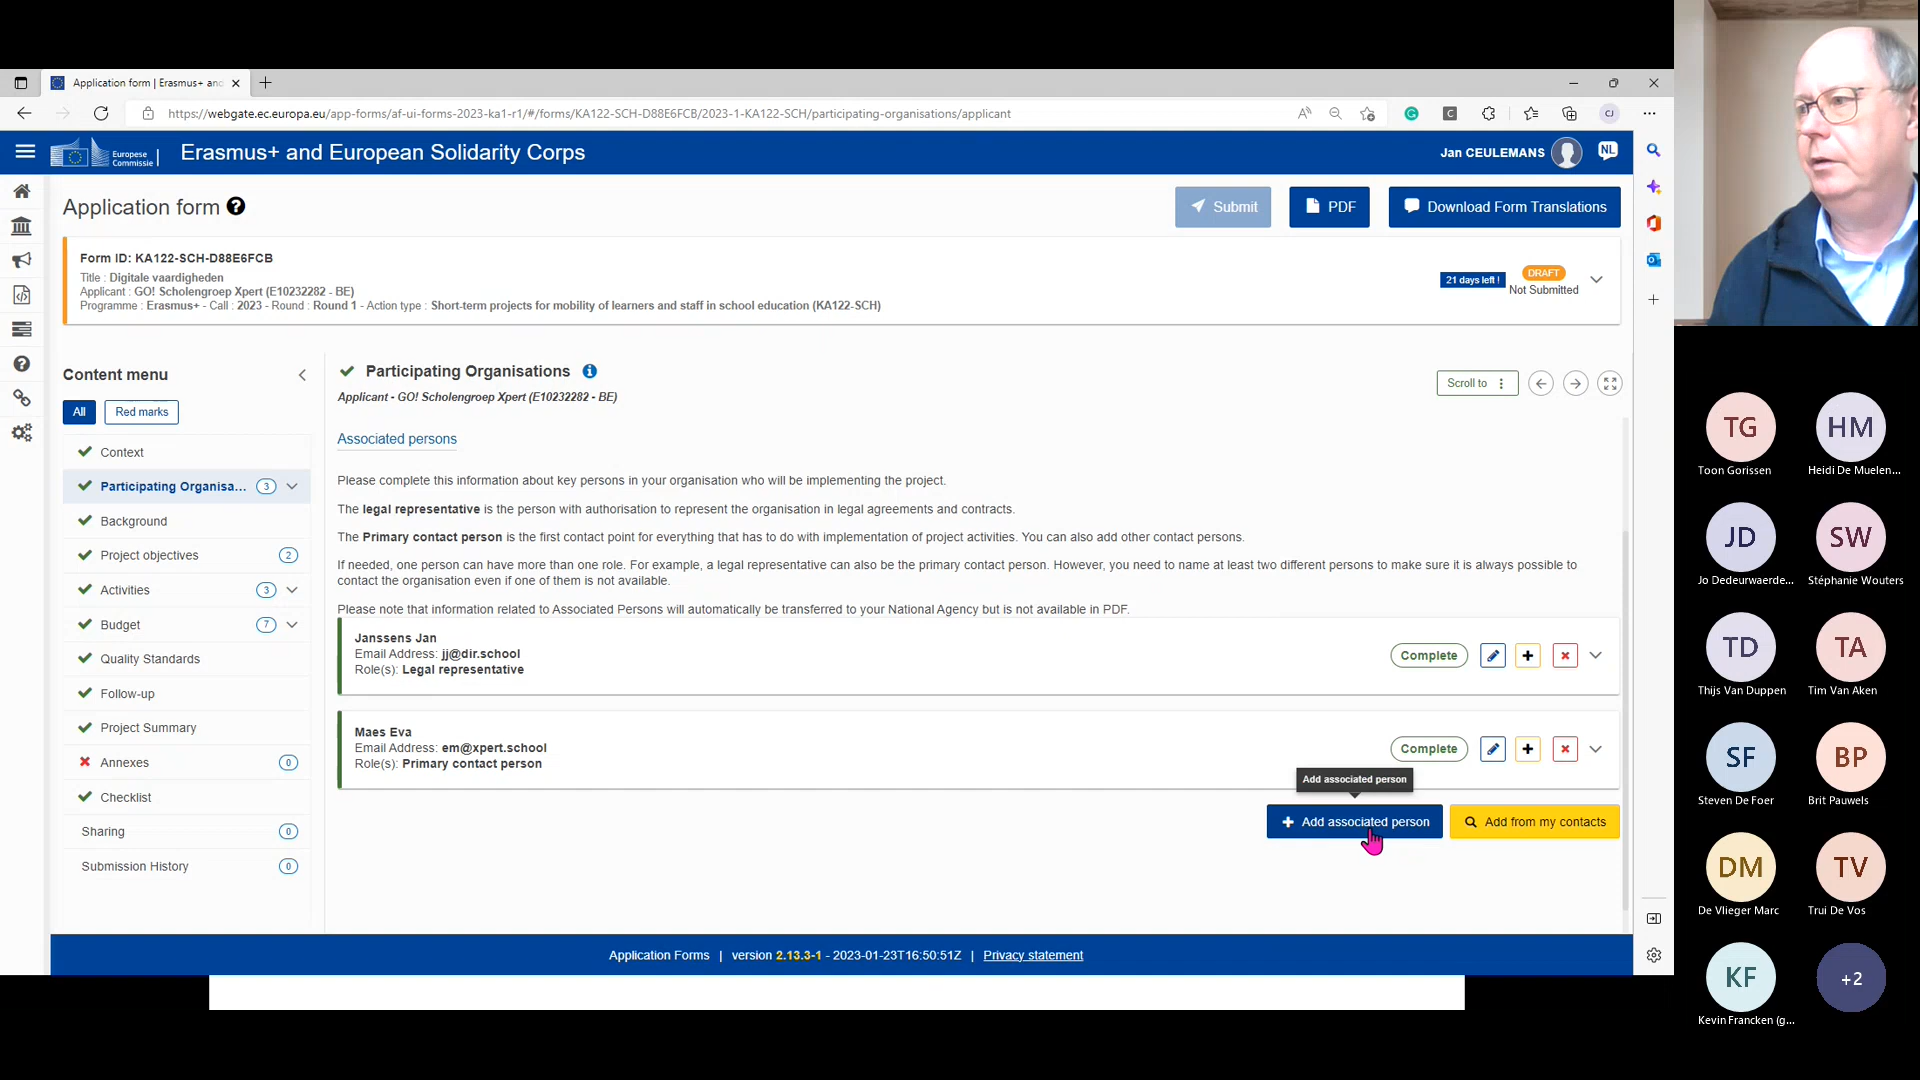 Application form | Erasmus+ and
https://webgate.ec.europa.eu/app-forms/af-ui-forms-2023-ka1-r1/#/forms/KA122-SCH-D88E6FCB/2023-1-KA122-SCH/participating-organisations/applicant
CJ
Europese
Commissie
Erasmus+ and European Solidarity Corps
Jan CEULEMANS
NL
Application form
Submit
PDF
Download Form Translations
Form ID: KA122-SCH-D88E6FCB
Title : Digitale vaardigheden
Applicant : GO! Scholengroep Xpert (E10232282 - BE)
Programme : Erasmus+ - Call : 2023 - Round : Round 1 - Action type : Short-term projects for mobility of learners and staff in school education (KA122-SCH)
21 days left !
DRAFT
Not Submitted
Content menu
All
Red marks
Context
Participating Organisa... 3
Background
Project objectives 2
Activities 3
Budget 7
Quality Standards
Follow-up
Project Summary
Annexes 0
Checklist
Sharing 0
Submission History 0
Participating Organisations
Applicant - GO! Scholengroep Xpert (E10232282 - BE)
Scroll to
Associated persons
Please complete this information about key persons in your organisation who will be implementing the project.
The legal representative is the person with authorisation to represent the organisation in legal agreements and contracts.
The Primary contact person is the first contact point for everything that has to do with implementation of project activities. You can also add other contact persons.
If needed, one person can have more than one role. For example, a legal representative can also be the primary contact person. However, you need to name at least two different persons to make sure it is always possible to
contact the organisation even if one of them is not available.
Please note that information related to Associated Persons will automatically be transferred to your National Agency but is not available in PDF.
Janssens Jan
Email Address: jj@dir.school
Role(s): Legal representative
Complete
Maes Eva
Email Address: em@xpert.school
Role(s): Primary contact person
Complete
Add associated person
Add associated person
Add from my contacts
Application Forms | version 2.13.3-1 - 2023-01-23T16:50:51Z | Privacy statement
TG
Toon Gorissen
HM
Heidi De Muelen...
JD
Jo Dedeurwaerde...
SW
Stéphanie Wouters
TD
Thijs Van Duppen
TA
Tim Van Aken
SF
Steven De Foer
BP
Brit Pauwels
DM
De Vlieger Marc
TV
Trui De Vos
KF
Kevin Francken (g...
+2